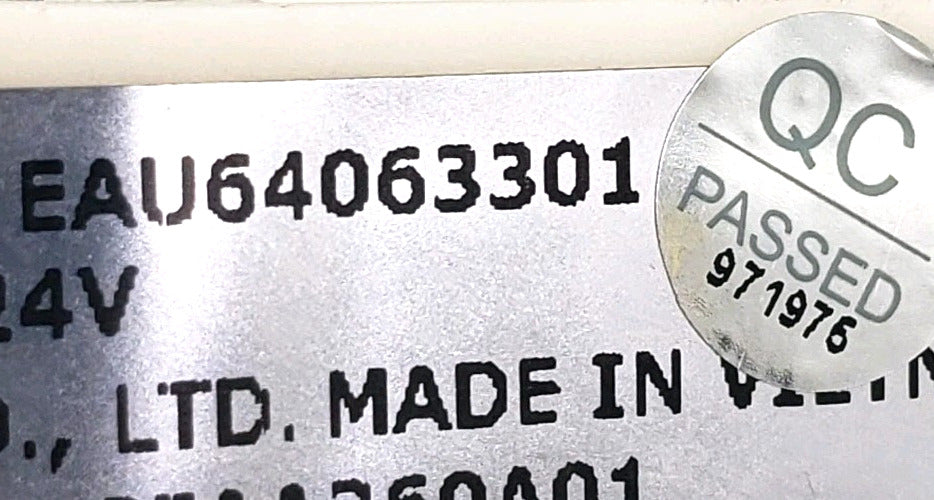 EAU64063301
24V
., LTD. MADE IN
QC
PASSED
971976